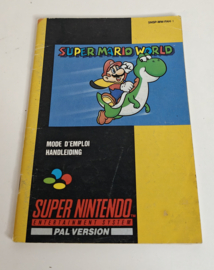 SUPER MARIO WORLD
MODE D'EMPLOI
HANDLEIDING
SUPER NINTENDO
ENTERTAINMENT SYSTEM
PAL VERSION